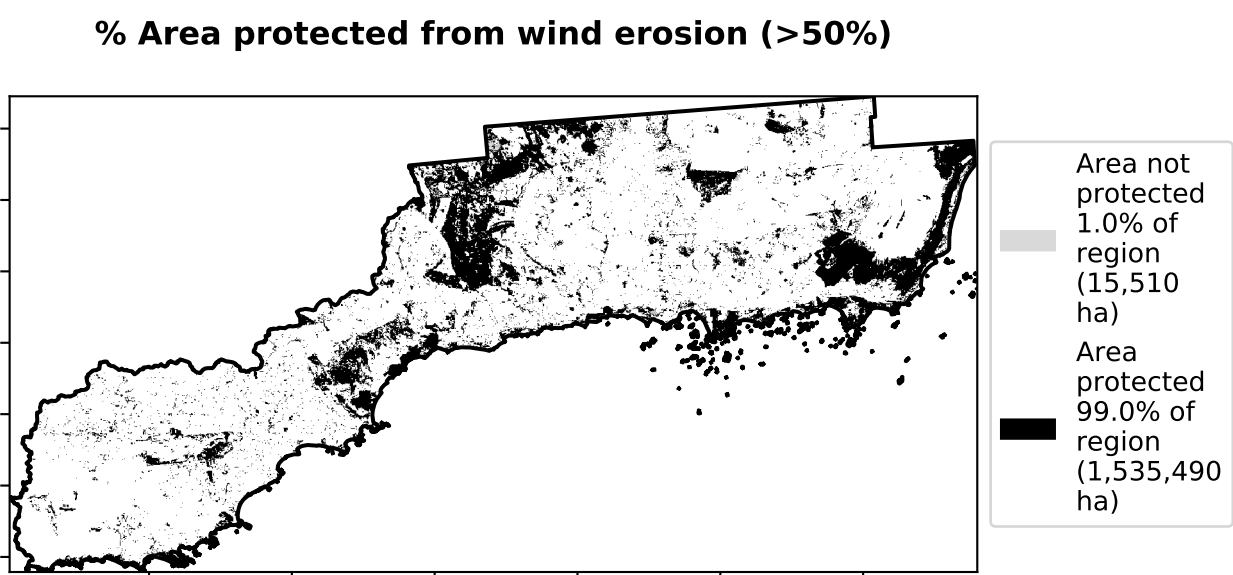 % Area protected from wind erosion (>50%)
Area not
protected
1.0% of
region
(15,510
ha)
Area
protected
99.0% of
region
(1,535,490
ha)